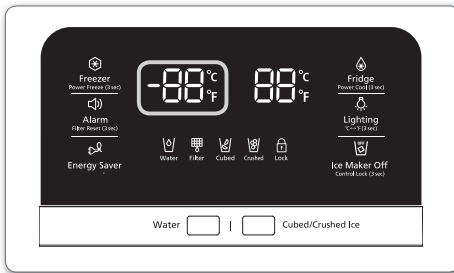 -88°C °F
88°C °F
Freezer
Power Freeze (3 sec)
Alarm
Filter Reset (3 sec)
Energy Saver
Water
Filter
Cubed
Crushed
Lock
Fridge
Power Cool (3 sec)
Lighting
°C↔°F(3 sec)
OFF
Ice Maker Off
Control Lock (3 sec)
Water
Cubed/Crushed Ice